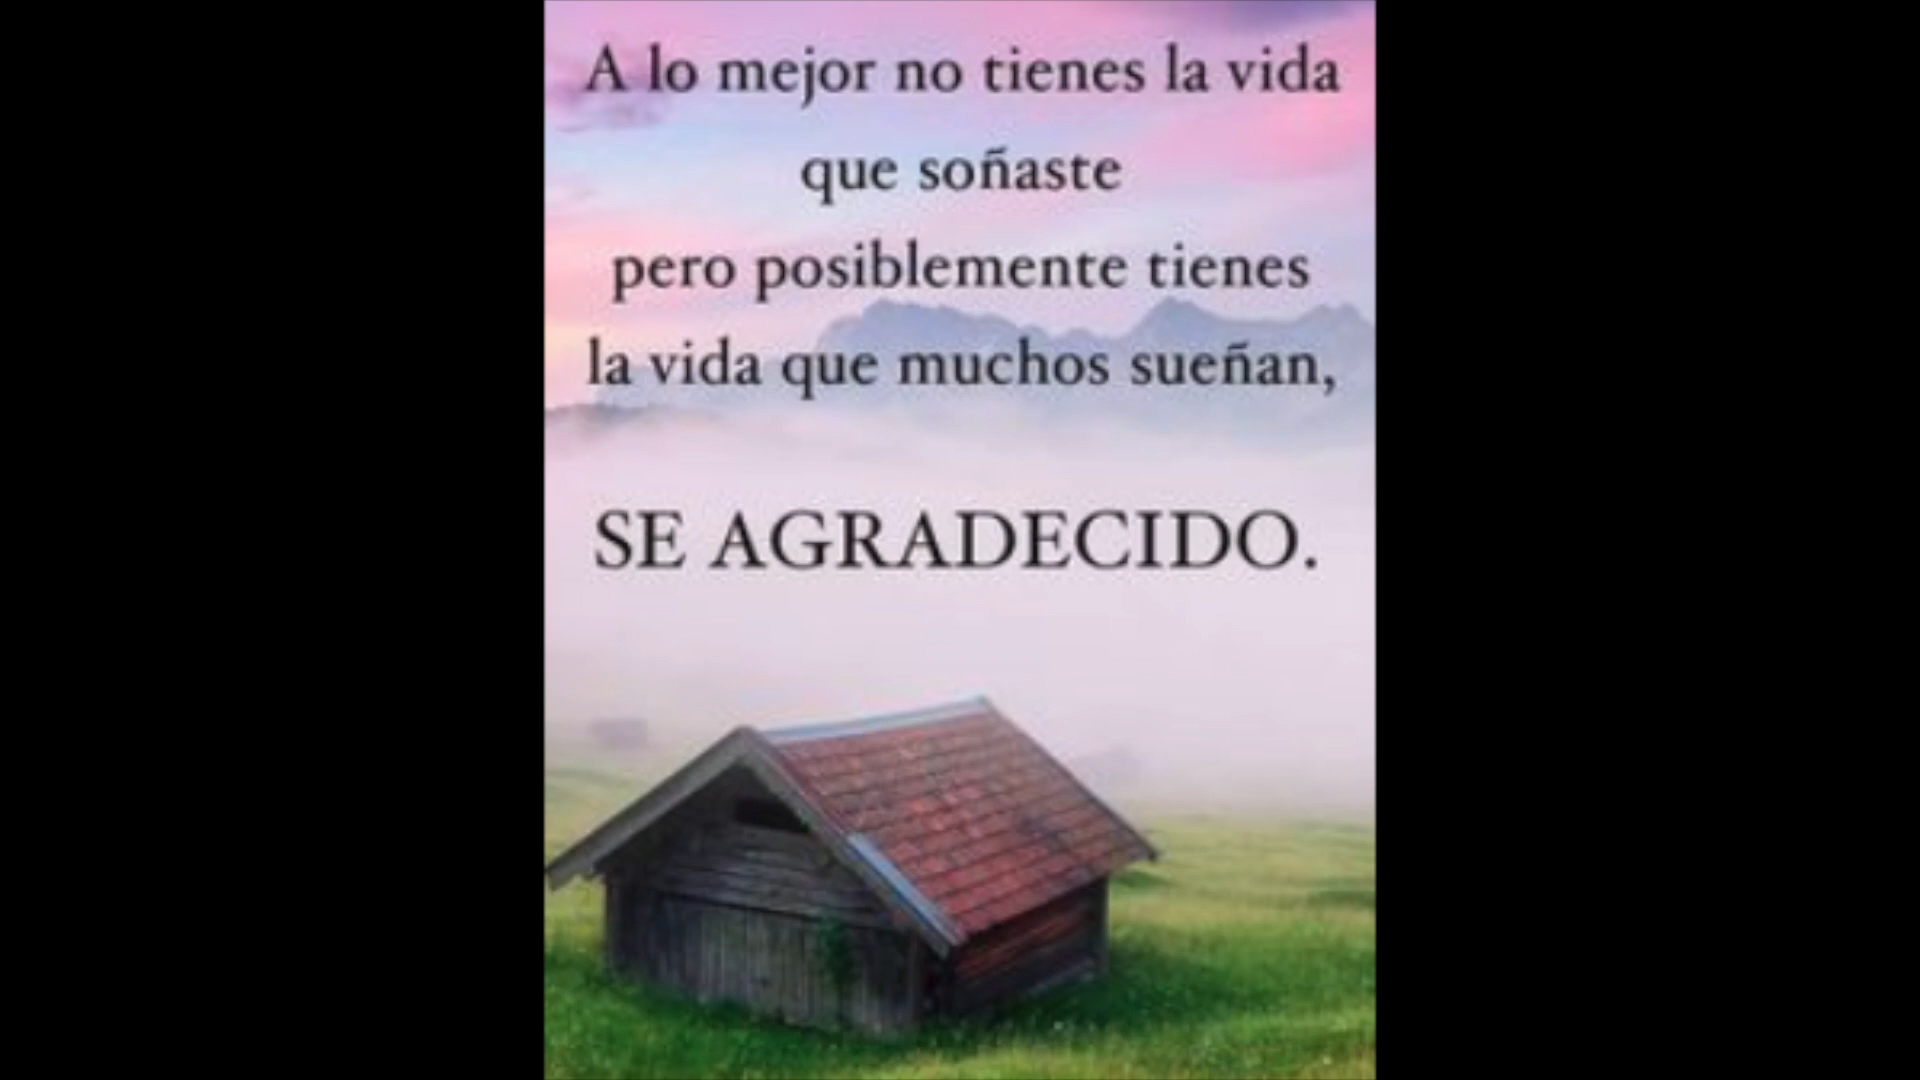 A lo mejor no tienes la vida
que soñaste
pero posiblemente tienes
la vida que muchos sueñan,
SE AGRADECIDO.